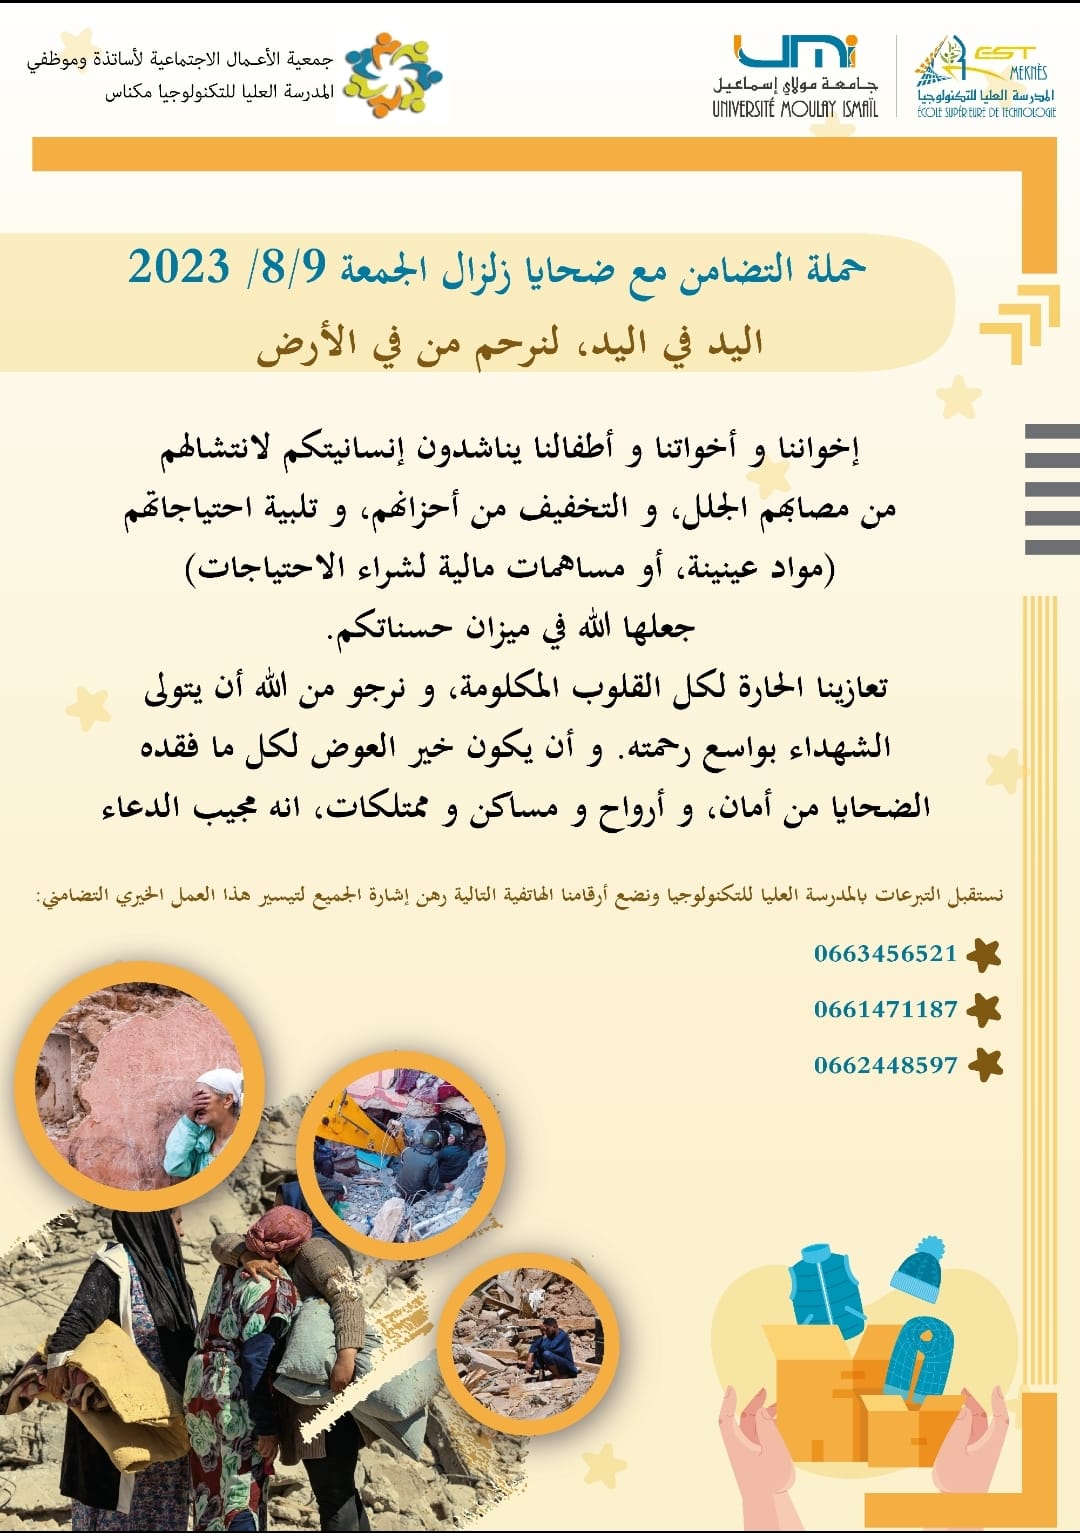 جمعية الأعمال الاجتماعية لأساتذة وموظفي
المدرسة العليا للتكنولوجيا مكناس
umi
جامعة مولاي إسماعيل
UNIVERSITÉ MOULAY ISMAÏL
EST
MEKNÈS
المدرسة العليا للتكنولوجيا
ÉCOLE SUPÉRIEURE DE TECHNOLOGIE
حملة التضامن مع ضحايا زلزال الجمعة 8/9/ 2023
اليد في اليد، لنرحم من في الأرض
إخواننا و أخواتنا و أطفالنا يناشدون إنسانيتكم لانتشالهم
من مصابهم الجلل، و التخفيف من أحزانهم، و تلبية احتياجاتهم
(مواد عينينة، أو مساهمات مالية لشراء الاحتياجات)
جعلها الله في ميزان حسناتكم.
تعازينا الحارة لكل القلوب المكلومة، و نرجو من الله أن يتولى
الشهداء بواسع رحمته. و أن يكون خير العوض لكل ما فقده
الضحايا من أمان، و أرواح و مساكن و ممتلكات، انه مجيب الدعاء
نستقبل التبرعات بالمدرسة العليا للتكنولوجيا ونضع أرقامنا الهاتفية التالية رهن إشارة الجميع لتيسير هذا العمل الخيري التضامني:
0663456521
0661471187
0662448597